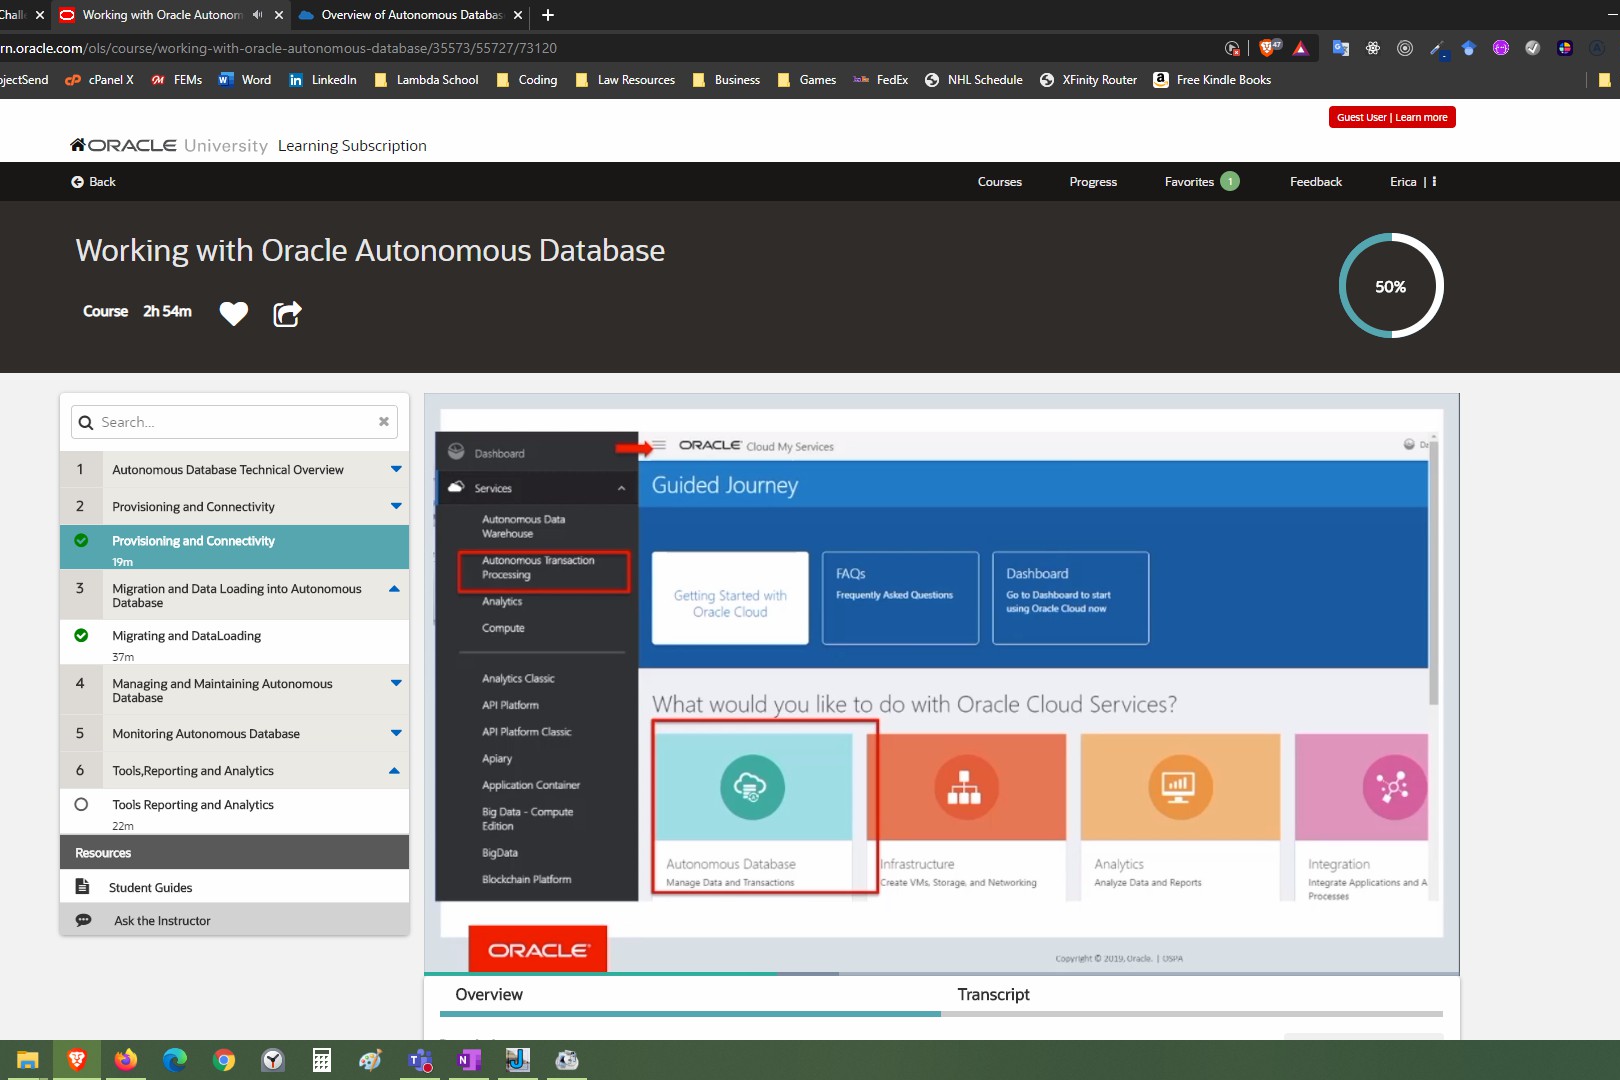 Chall
Working with Oracle Autonom
Overview of Autonomous Databas
rn.oracle.com/ols/course/working-with-oracle-autonomous-database/35573/55727/73120
47
ojectSend
cPanel X
FEMs
Word
LinkedIn
Lambda School
Coding
Law Resources
Business
Games
FedEx
NHL Schedule
XFinity Router
Free Kindle Books
Guest User | Learn more
ORACLE University Learning Subscription
Back
Courses
Progress
Favorites 1
Feedback
Erica |
Working with Oracle Autonomous Database
Course 2h 54m
50%
Search...
1 Autonomous Database Technical Overview
2 Provisioning and Connectivity
Provisioning and Connectivity
19m
3 Migration and Data Loading into Autonomous
Database
Migrating and DataLoading
37m
4 Managing and Maintaining Autonomous
Database
5 Monitoring Autonomous Database
6 Tools,Reporting and Analytics
Tools Reporting and Analytics
22m
Resources
Student Guides
Ask the Instructor
Dashboard
Services
Autonomous Data
Warehouse
Autonomous Transaction
Processing
Analytics
Compute
Analytics Classic
API Platform
API Platform Classic
Apiary
Application Container
Big Data - Compute
Edition
BigData
Blockchain Platform
ORACLE Cloud My Services
Guided Journey
Getting Started with
Oracle Cloud
FAQs
Frequently Asked Questions
Dashboard
Go to Dashboard to start
using Oracle Cloud now
What would you like to do with Oracle Cloud Services?
Autonomous Database
Manage Data and Transactions
Infrastructure
Create VMs, Storage, and Networking
Analytics
Analyze Data and Reports
Integration
Integrate Applications and A
Processes
ORACLE
Copyright © 2019, Oracle. | OSPA
Overview
Transcript